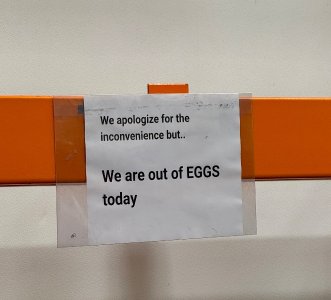 We apologize for the
inconvenience but..
We are out of EGGS
today